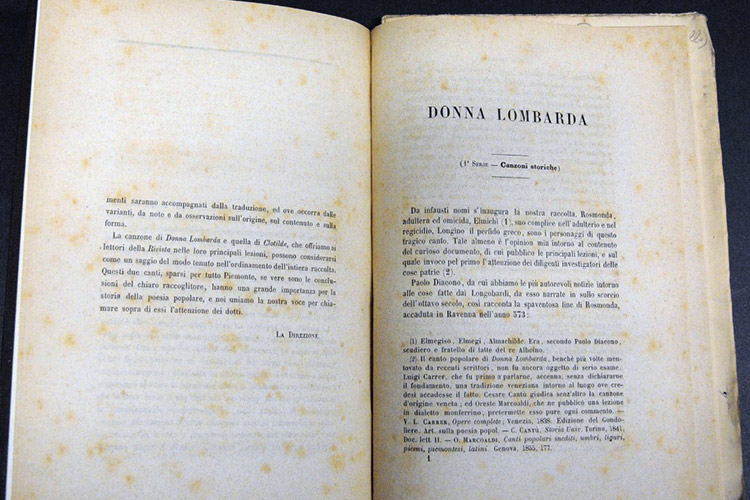 menti saranno accompagnati dalla traduzione, ed ove occorra dalle
varianti, da note e da osservazioni sull'origine, sul contenuto e sulla
forma.
La canzone di Donna Lombarda e quella di Clotilde, che offriamo ai
lettori della Rivista nelle loro principali lezioni, possono considerarsi
come un saggio del modo tenuto nell'ordinamento dell'intiera raccolta.
Questi due canti, sparsi per tutto Piemonte, se vere sono le conclu-
sioni del chiaro raccoglitore, hanno una grande importanza per la
storia della poesia popolare, e noi uniamo la nostra voce per chia-
mare sopra di essi l'attenzione dei dotti.
LA DIREZIONE.
DONNA LOMBARDA
(1ª SERIE — Canzoni storiche)
Da infausti nomi s'inaugura la nostra raccolta. Rosmonda,
adultera ed omicida, Elmichi (1), suo complice nell'adulterio e nel
regicidio, Longino il perfido greco, sono i personaggi di questo
tragico canto. Tale almeno è l'opinion mia intorno al contenuto
del curioso documento, di cui pubblico le principali lezioni, e sul
quale invoco pel primo l'attenzione dei diligenti investigatori delle
cose patrie (2).
Paolo Diacono, da cui abbiamo le più autorevoli notizie intorno
alle cose fatte dai Longobardi, da esso narrate in sullo scorcio
dell'ottavo secolo, così racconta la spaventosa fine di Rosmunda,
accaduta in Ravenna nell'anno 573:
(1) Elmegiso, Elmegi, Almachilde. Era, secondo Paolo Diacono,
scudiero e fratello di latte del re Alboino.
(2) Il canto popolare di Donna Lombarda, benchè più volte mento-
vato da recenti scrittori, non fu ancora oggetto di serio esame.
Luigi Carrer, che fu primo a parlarne, accenna, senza dichiararne
il fondamento, una tradizione veneziana intorno al luogo ove cre-
desi accadesse il fatto. Cesare Cantù giudica senz'altro la canzone
d'origine veneta; ed Oreste Marcoaldi, che ne pubblicò una lezione
in dialetto monferrino, pretermette esso pure ogni commento. —
V. L. CARRER, Opere complete; Venezia, 1838. Edizione del Gondo-
liere. Art. sulla poesia popol. — C. CANTÙ, Storia Univ. Torino, 1841,
Doc. lett. II. — O. MARCOALDI, Canti popolari inediti, umbri, liguri,
piceni, piemontesi, latini. Genova, 1855, 177.
1